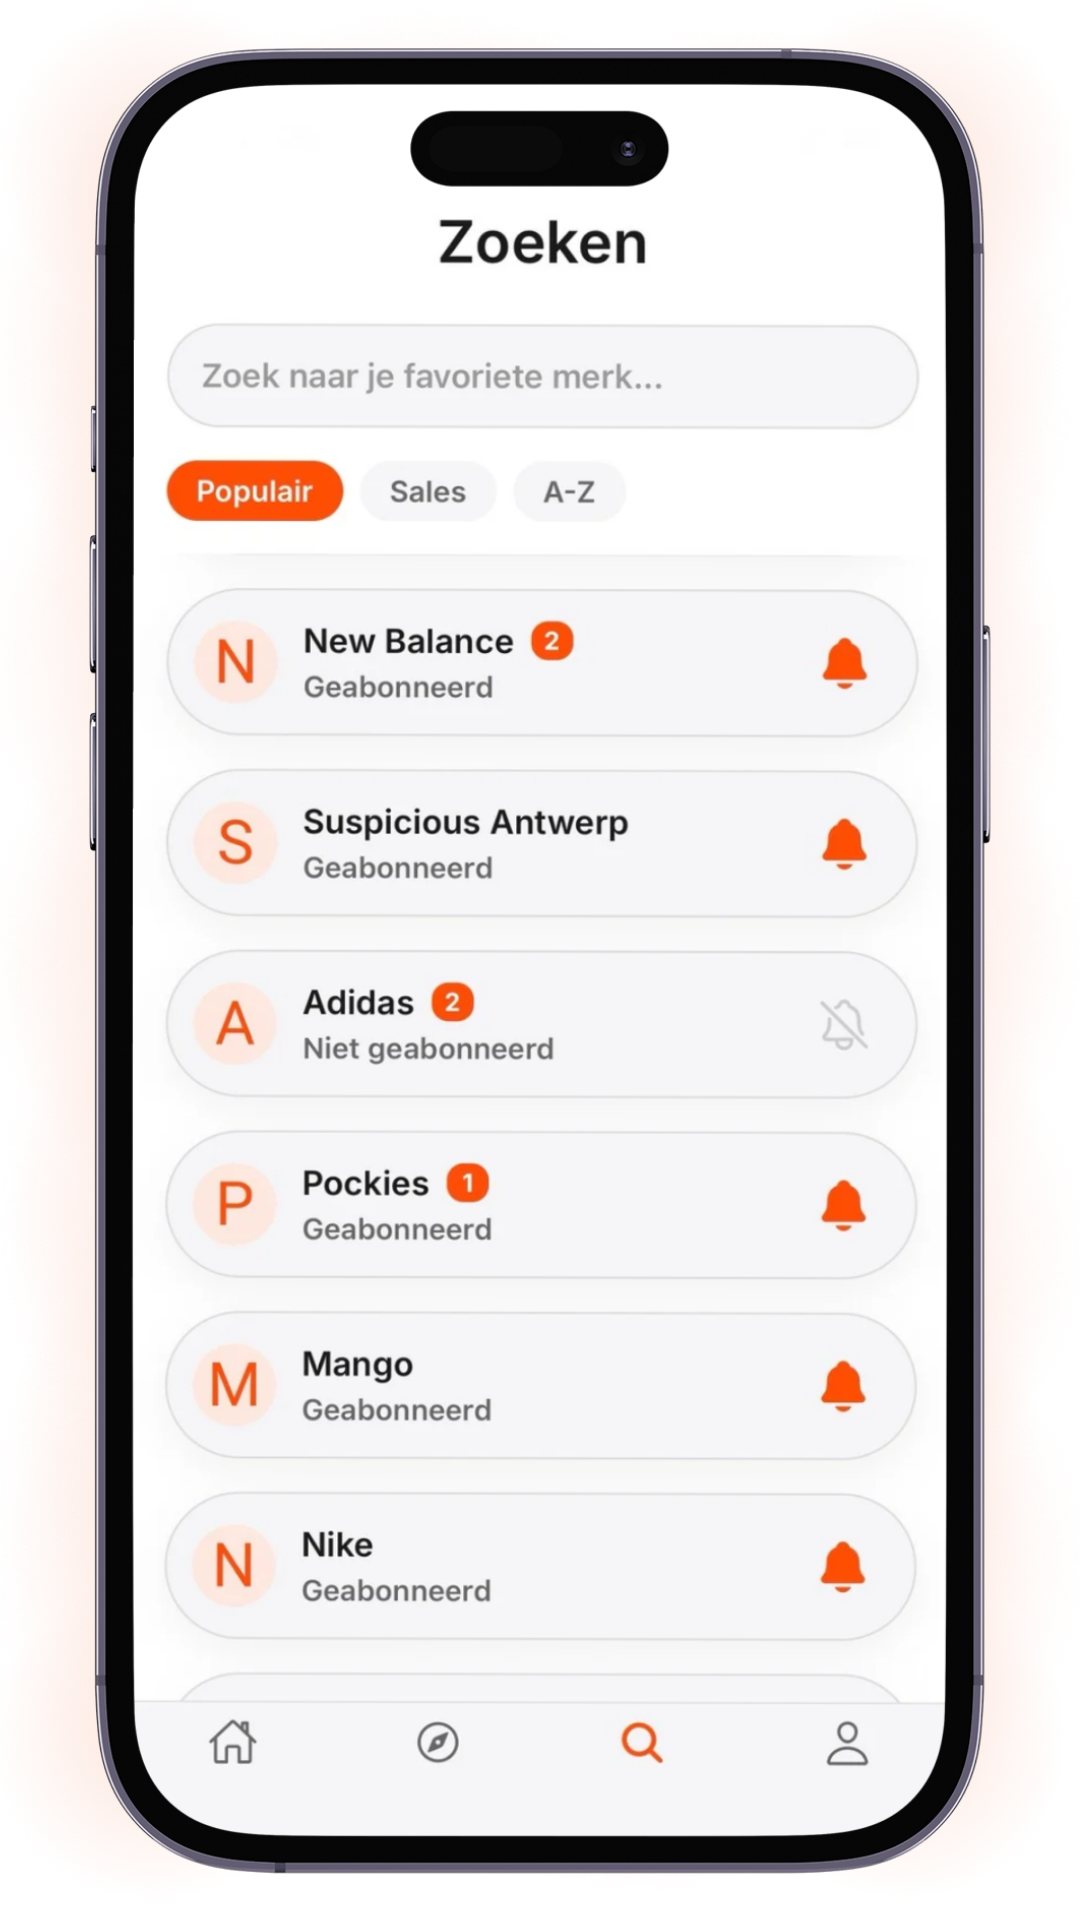 Zoeken
Zoek naar je favoriete merk...
Populair Sales A-Z
N New Balance 2
Geabonneerd
S Suspicious Antwerp
Geabonneerd
A Adidas 2
Niet geabonneerd
P Pockies 1
Geabonneerd
M Mango
Geabonneerd
N Nike
Geabonneerd